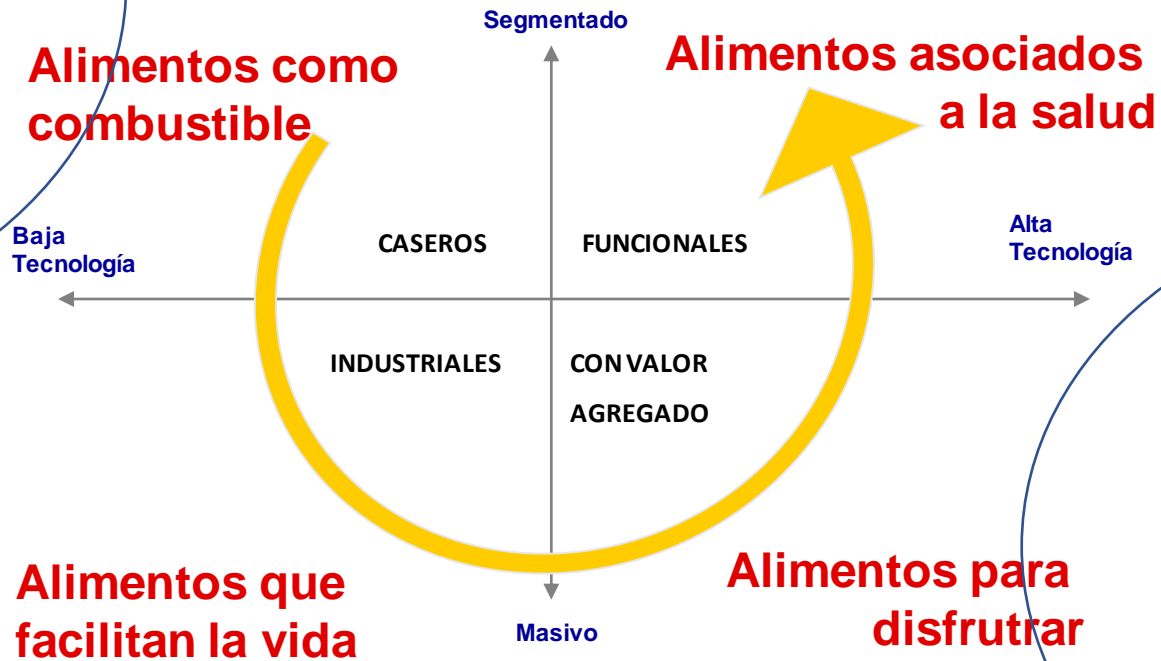 Segmentado
Alimentos como
combustible
Alimentos asociados
a la salud
Baja
Tecnología
CASEROS
FUNCIONALES
Alta
Tecnología
INDUSTRIALES
CON VALOR
AGREGADO
Alimentos que
facilitan la vida
Masivo
Alimentos para
disfrutrar